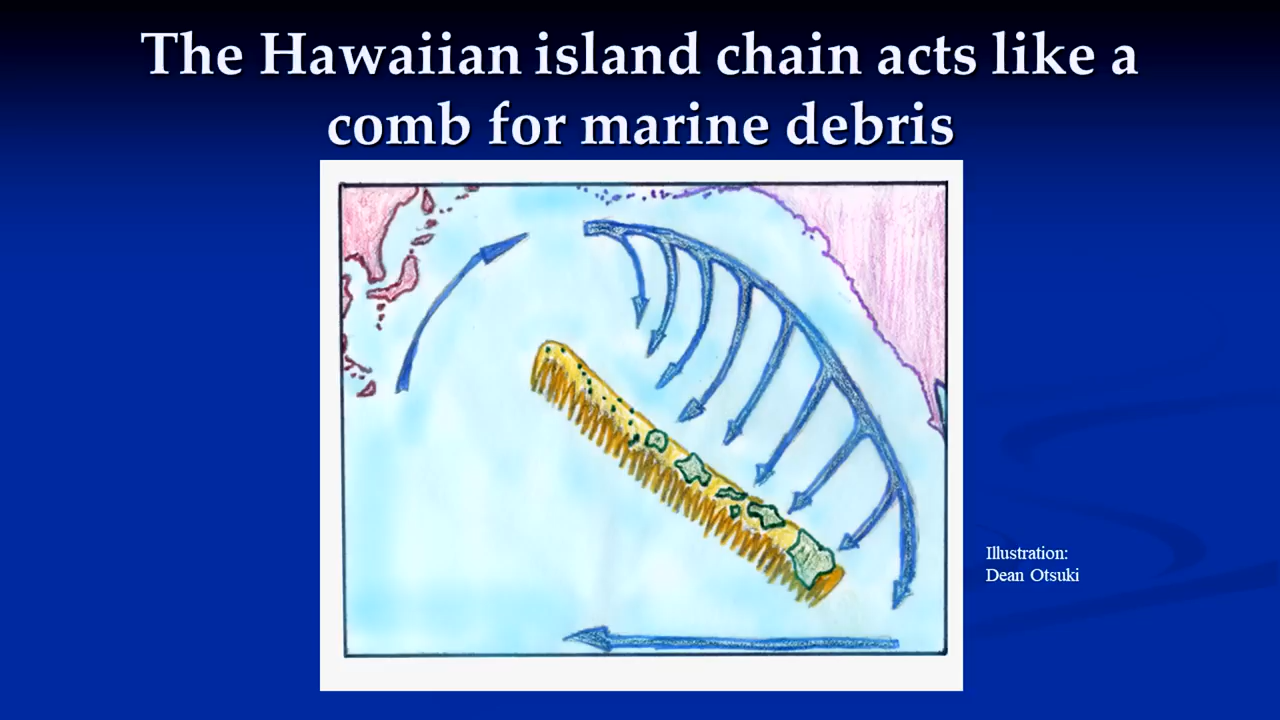 The Hawaiian island chain acts like a
comb for marine debris
Illustration:
Dean Otsuki